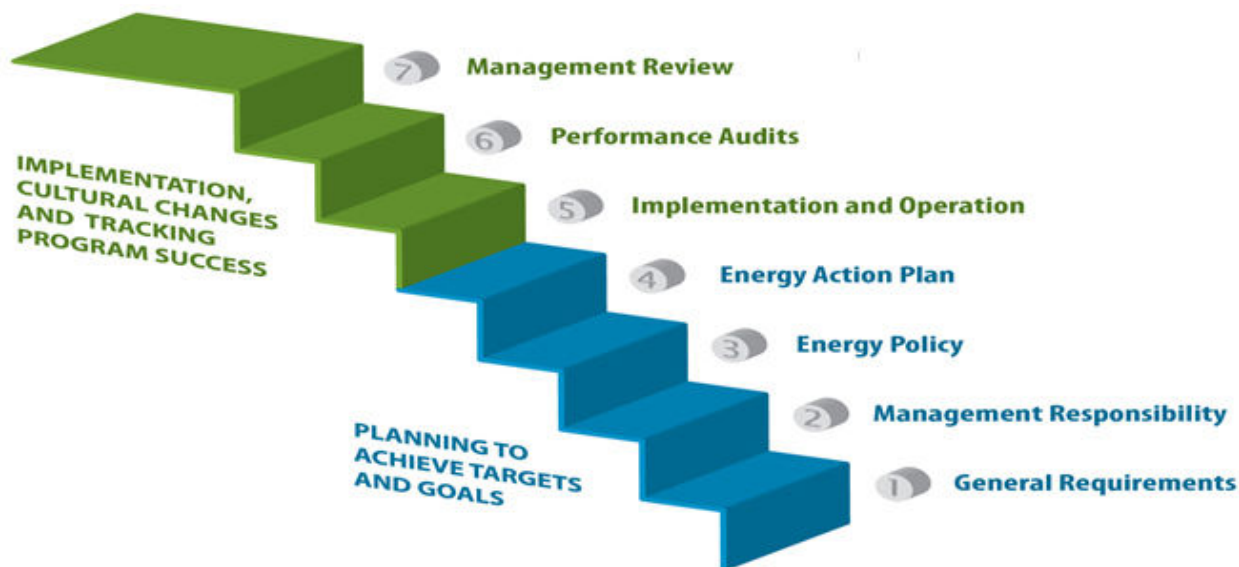 7 Management Review
6 Performance Audits
5 Implementation and Operation
4 Energy Action Plan
3 Energy Policy
2 Management Responsibility
1 General Requirements
IMPLEMENTATION,
CULTURAL CHANGES
AND TRACKING
PROGRAM SUCCESS
PLANNING TO
ACHIEVE TARGETS
AND GOALS